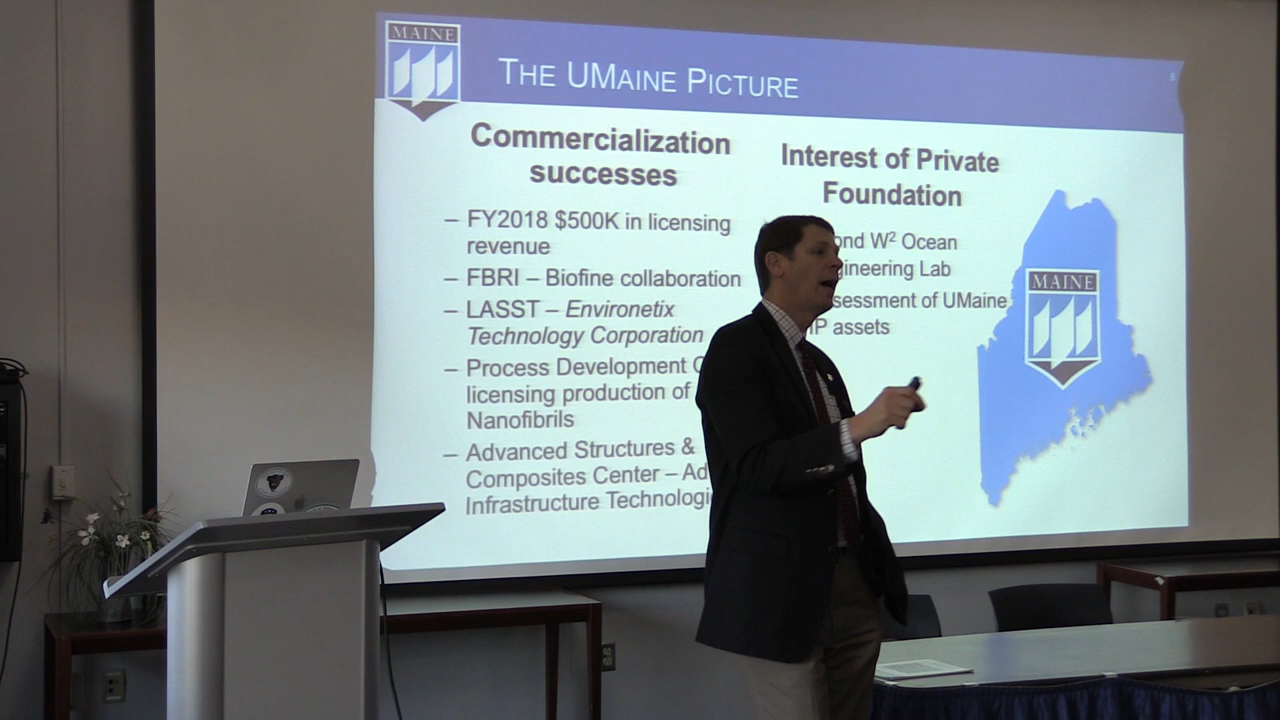 MAINE
THE UMAINE PICTURE
Commercialization
successes
– FY2018 $500K in licensing
revenue
– FBRI – Biofine collaboration
– LASST – Environetix
Technology Corporation
– Process Development
licensing production of
Nanofibrils
– Advanced Structures &
Composites Center –
Infrastructure
Interest of Private
Foundation
W² Ocean
Lab
of UMaine
IP assets
MAINE